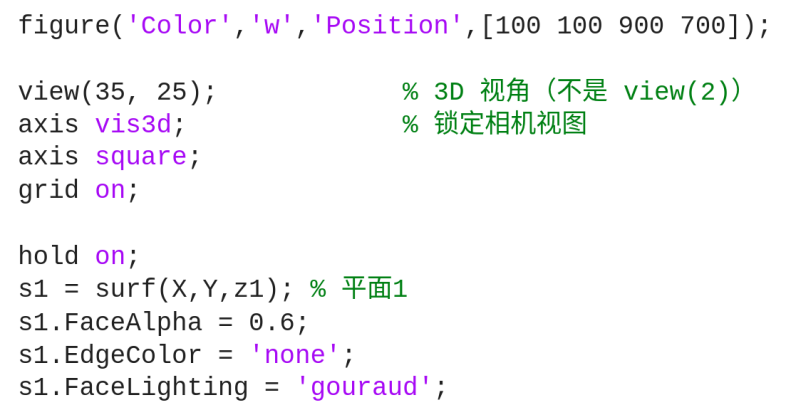 figure('Color','w','Position',[100 100 900 700]);
view(35, 25);            % 3D 视角（不是 view(2)）
axis vis3d;              % 锁定相机视图
axis square;
grid on;
hold on;
s1 = surf(X,Y,z1); % 平面1
s1.FaceAlpha = 0.6;
s1.EdgeColor = 'none';
s1.FaceLighting = 'gouraud';